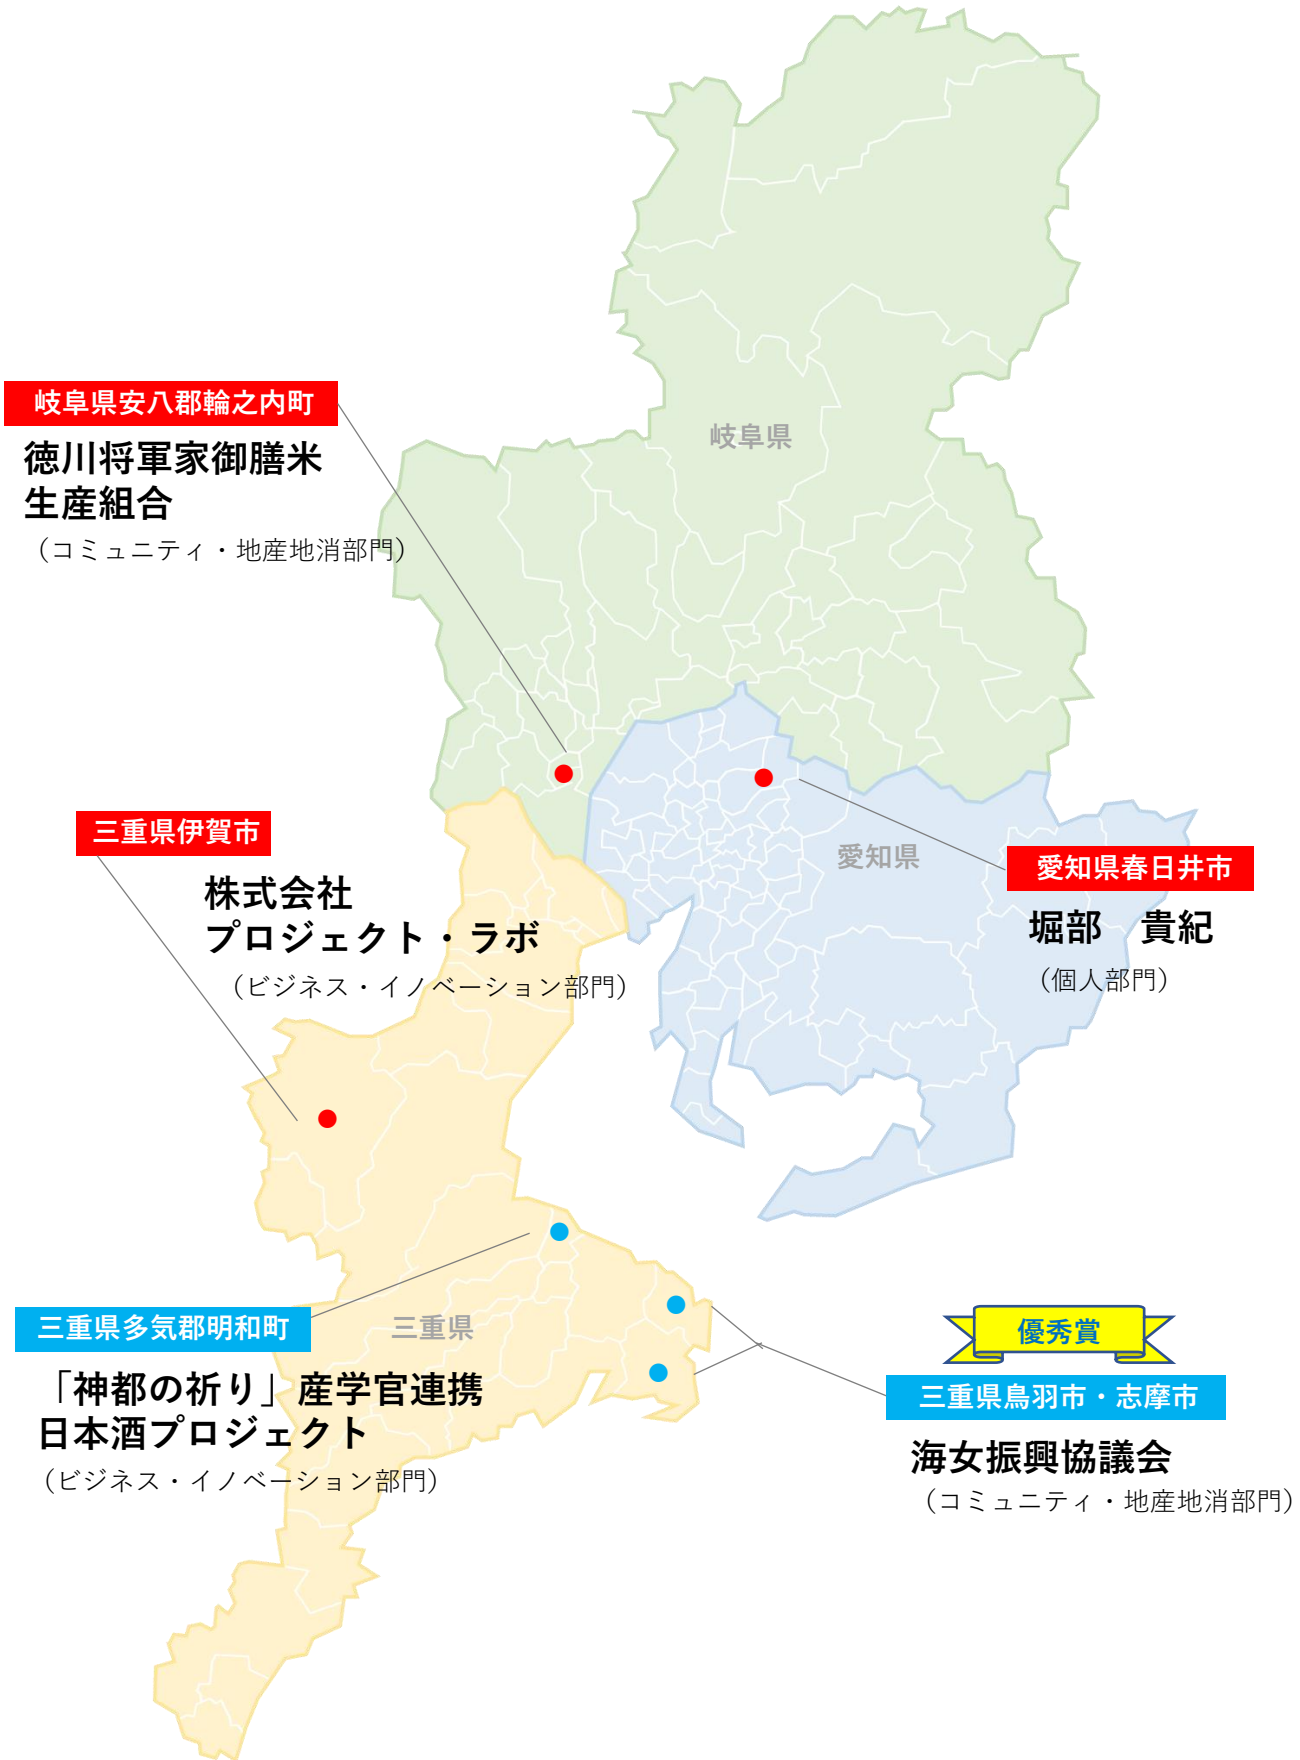 岐阜県
岐阜県安八郡輪之内町
徳川将軍家御膳米
生産組合
（コミュニティ・地産地消部門）
三重県伊賀市
株式会社
プロジェクト・ラボ
（ビジネス・イノベーション部門）
愛知県
愛知県春日井市
堀部　貴紀
（個人部門）
三重県多気郡明和町
「神都の祈り」産学官連携
日本酒プロジェクト
（ビジネス・イノベーション部門）
三重県
優秀賞
三重県鳥羽市・志摩市
海女振興協議会
（コミュニティ・地産地消部門）